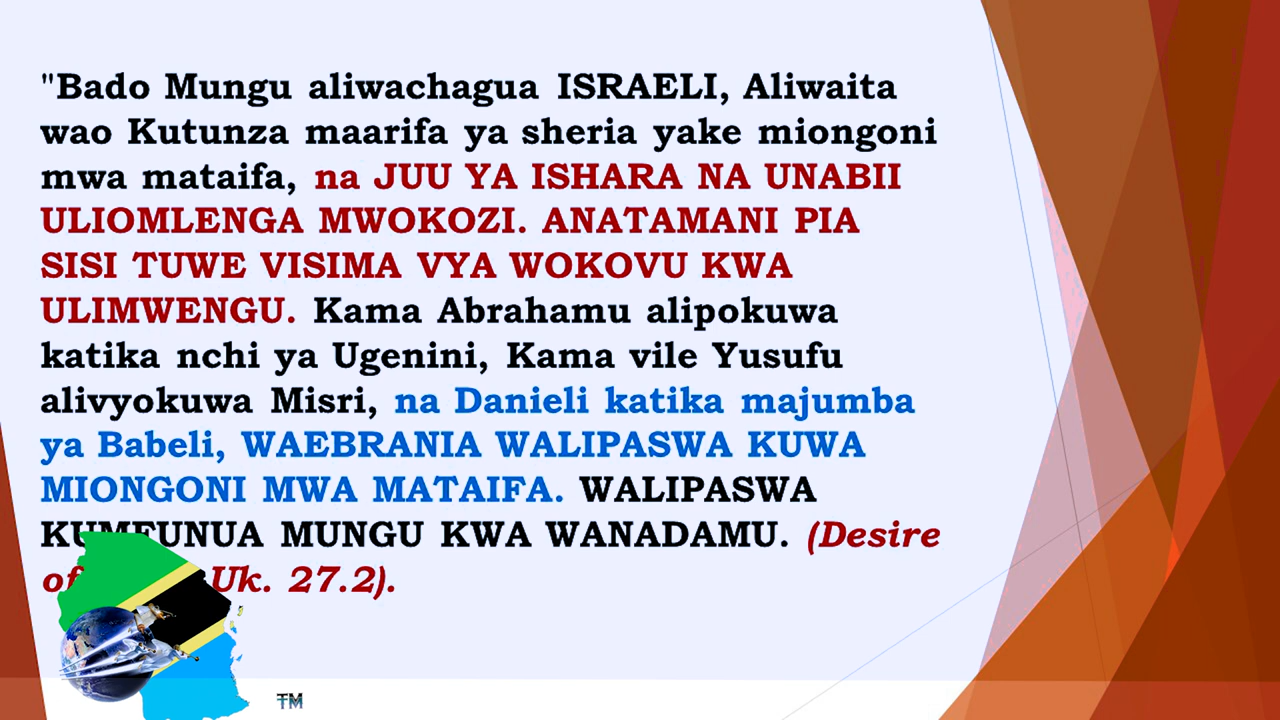 "Bado Mungu aliwachagua ISRAELI, Aliwaita
wao Kutunza maarifa ya sheria yake miongoni
mwa mataifa, na JUU YA ISHARA NA UNABII
ULIOMLENGA MWOKOZI. ANATAMANI PIA
SISI TUWE VISIMA VYA WOKOVU KWA
ULIMWENGU. Kama Abrahamu alipokuwa
katika nchi ya Ugenini, Kama vile Yusufu
alivyokuwa Misri, na Danieli katika majumba
ya Babeli, WAEBRANIA WALIPASWA KUWA
MIONGONI MWA MATAIFA. WALIPASWA
KUMFUNUA MUNGU KWA WANADAMU. (Desire
of Uk. 27.2).
TM